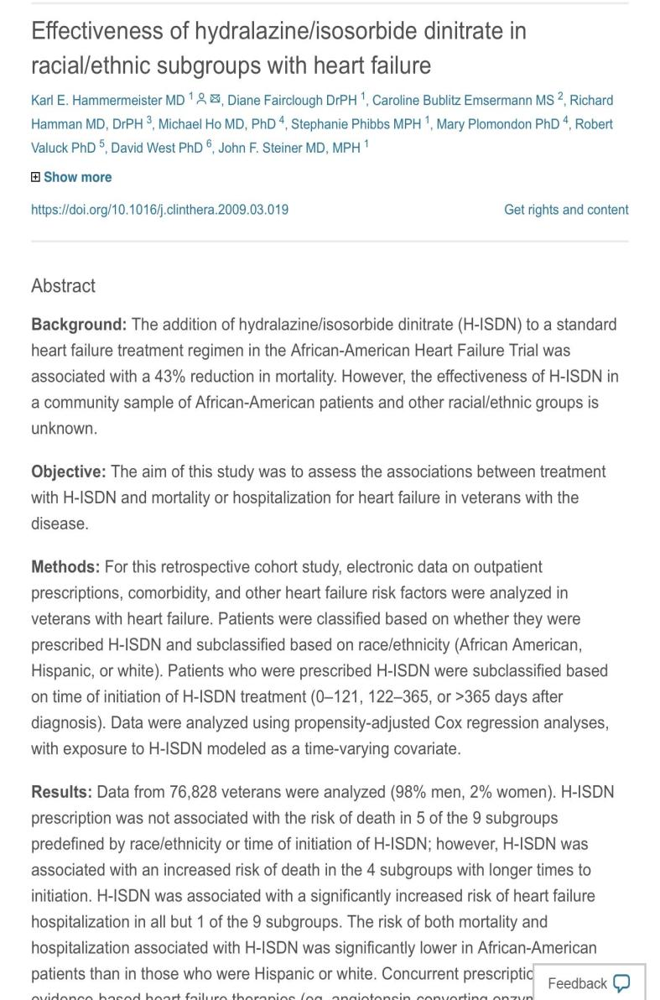 Effectiveness of hydralazine/isosorbide dinitrate in
racial/ethnic subgroups with heart failure
Karl E. Hammermeister MD 1, Diane Fairclough DrPH 1, Caroline Bublitz Emsermann MS 2, Richard
Hamman MD, DrPH 3, Michael Ho MD, PhD 4, Stephanie Phibbs MPH 1, Mary Plomondon PhD 4, Robert
Valuck PhD 5, David West PhD 6, John F. Steiner MD, MPH 1
Show more
https://doi.org/10.1016/j.clinthera.2009.03.019 Get rights and content
Abstract
Background: The addition of hydralazine/isosorbide dinitrate (H-ISDN) to a standard
heart failure treatment regimen in the African-American Heart Failure Trial was
associated with a 43% reduction in mortality. However, the effectiveness of H-ISDN in
a community sample of African-American patients and other racial/ethnic groups is
unknown.
Objective: The aim of this study was to assess the associations between treatment
with H-ISDN and mortality or hospitalization for heart failure in veterans with the
disease.
Methods: For this retrospective cohort study, electronic data on outpatient
prescriptions, comorbidity, and other heart failure risk factors were analyzed in
veterans with heart failure. Patients were classified based on whether they were
prescribed H-ISDN and subclassified based on race/ethnicity (African American,
Hispanic, or white). Patients who were prescribed H-ISDN were subclassified based
on time of initiation of H-ISDN treatment (0–121, 122–365, or >365 days after
diagnosis). Data were analyzed using propensity-adjusted Cox regression analyses,
with exposure to H-ISDN modeled as a time-varying covariate.
Results: Data from 76,828 veterans were analyzed (98% men, 2% women). H-ISDN
prescription was not associated with the risk of death in 5 of the 9 subgroups
predefined by race/ethnicity or time of initiation of H-ISDN; however, H-ISDN was
associated with an increased risk of death in the 4 subgroups with longer times to
initiation. H-ISDN was associated with a significantly increased risk of heart failure
hospitalization in all but 1 of the 9 subgroups. The risk of both mortality and
hospitalization associated with H-ISDN was significantly lower in African-American
patients than in those who were Hispanic or white. Concurrent
evidence-based heart failure therapies (eg, angiotensin-converting
Feedback